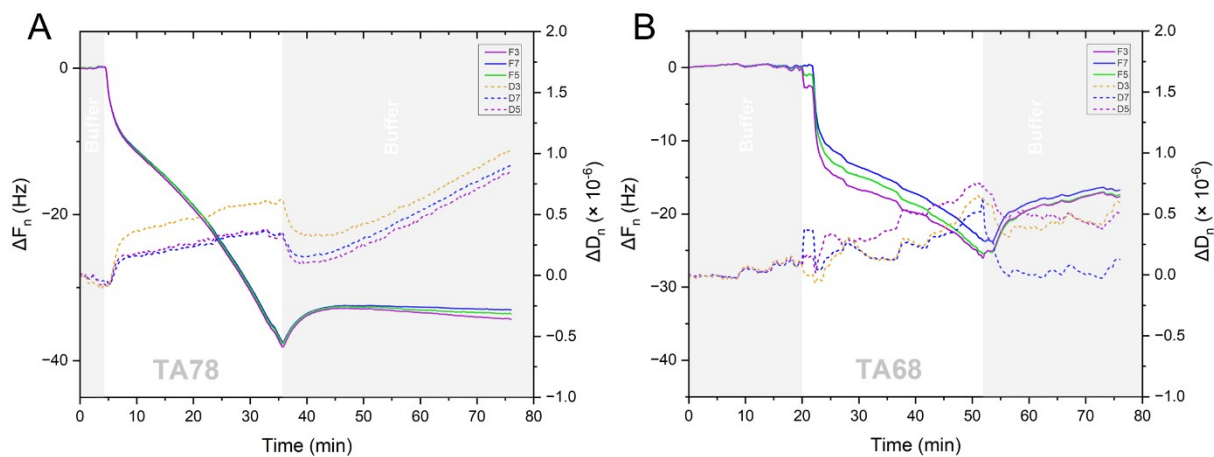 A
B
ΔFₙ (Hz)
0
−10
−20
−30
−40
2.0
1.5
1.0
0.5
0.0
−0.5
−1.0
ΔDₙ (× 10⁻⁶)
F3
F7
F5
D3
D7
D5
Buffer
Buffer
TA78
0 10 20 30 40 50 60 70 80
Time (min)
ΔFₙ (Hz)
0
−10
−20
−30
−40
2.0
1.5
1.0
0.5
0.0
−0.5
−1.0
ΔDₙ (× 10⁻⁶)
F3
F7
F5
D3
D7
D5
Buffer
Buffer
TA68
0 10 20 30 40 50 60 70 80
Time (min)